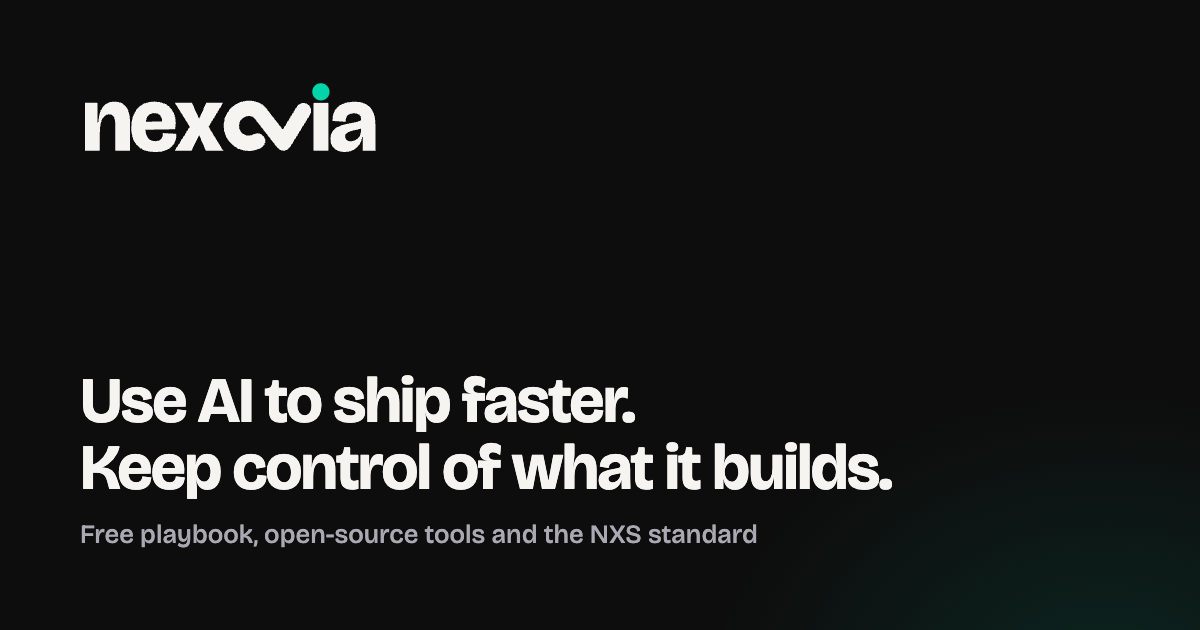 nexovia
Use AI to ship faster.
Keep control of what it builds.
Free playbook, open-source tools and the NXS standard